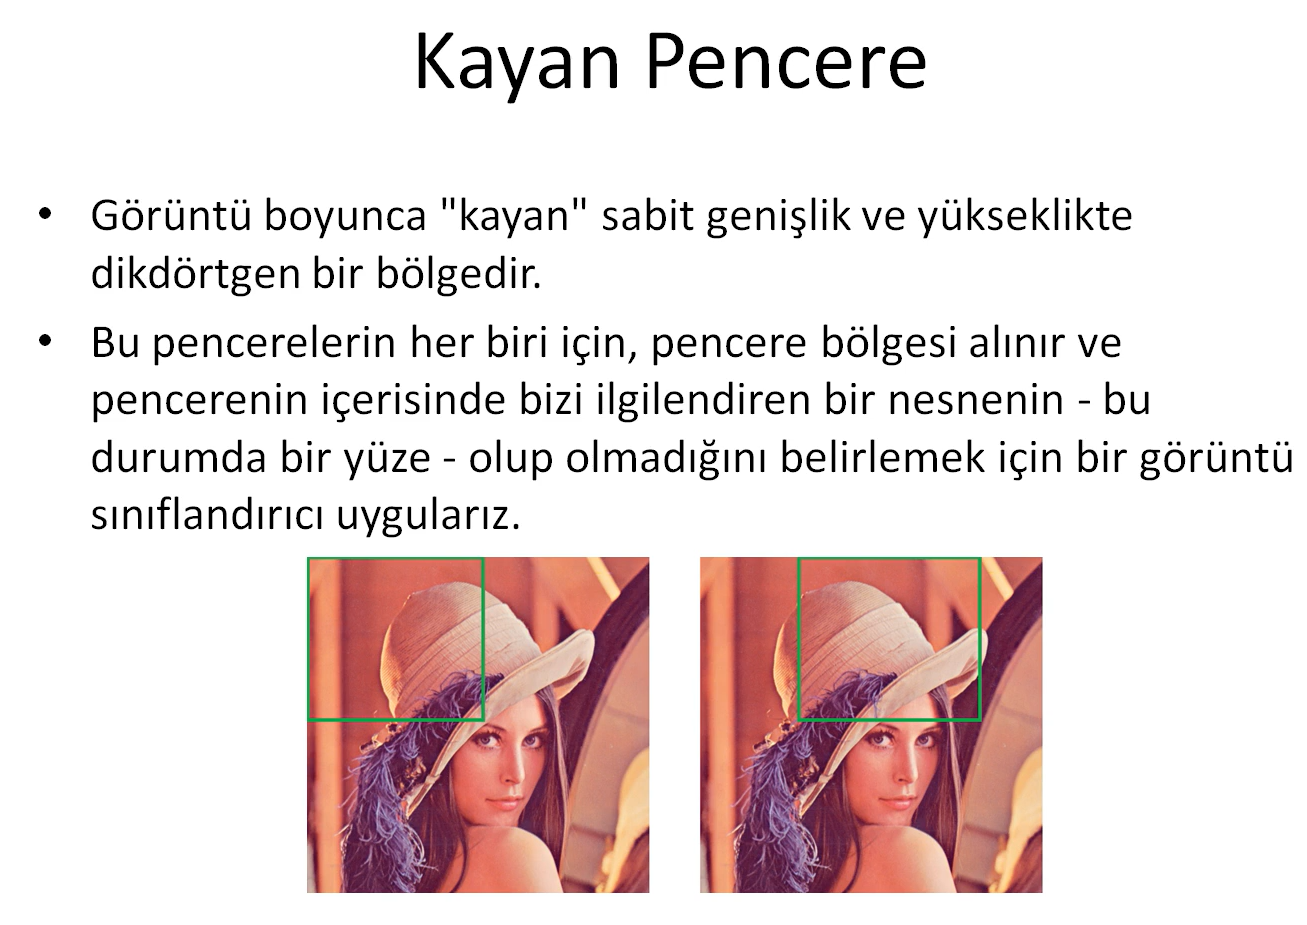 Kayan Pencere
• Görüntü boyunca "kayan" sabit genişlik ve yükseklikte
dikdörtgen bir bölgedir.
• Bu pencerelerin her biri için, pencere bölgesi alınır ve
pencerenin içerisinde bizi ilgilendiren bir nesnenin - bu
durumda bir yüze - olup olmadığını belirlemek için bir görüntü
sınıflandırıcı uygularız.